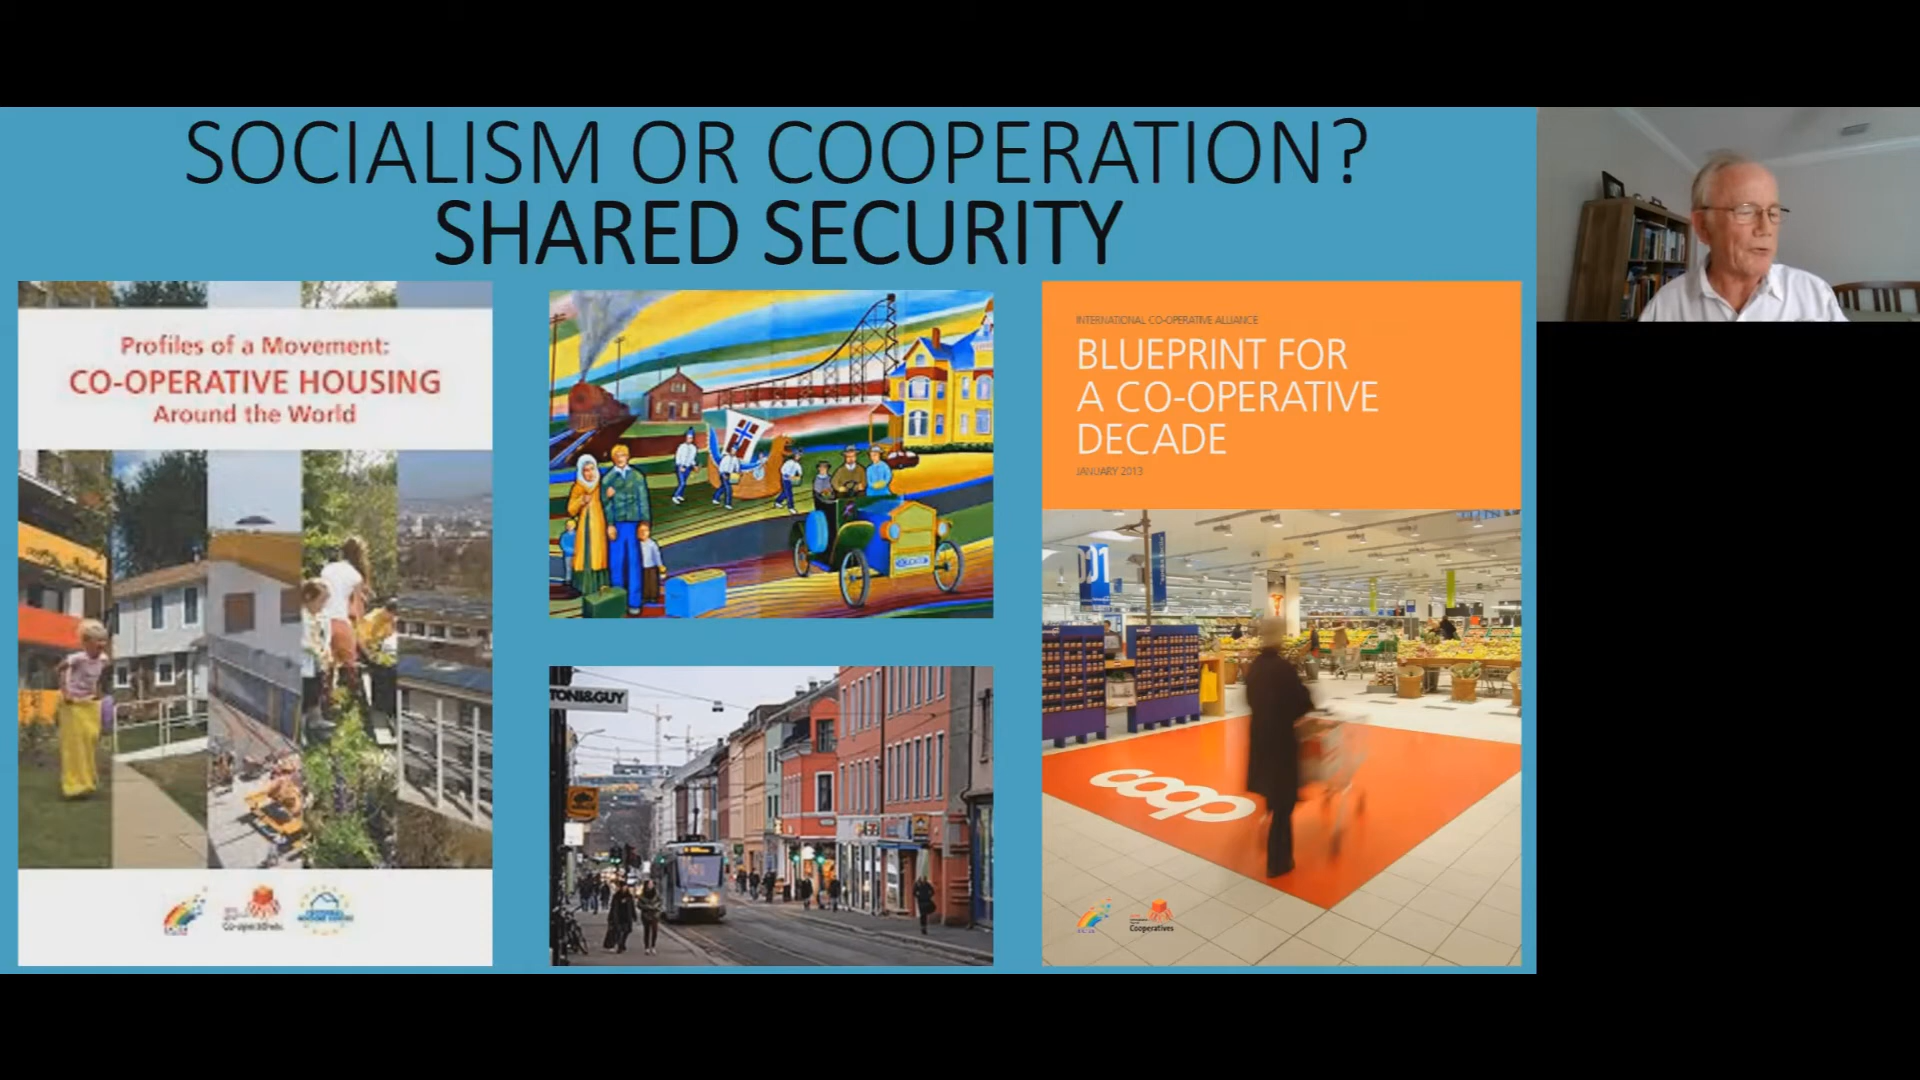 SOCIALISM OR COOPERATION?
SHARED SECURITY
Profiles of a Movement:
CO-OPERATIVE HOUSING
Around the World
TONI&GUY
INTERNATIONAL CO-OPERATIVE ALLIANCE
BLUEPRINT FOR
A CO-OPERATIVE
DECADE
JANUARY 2013
coop
Cooperatives